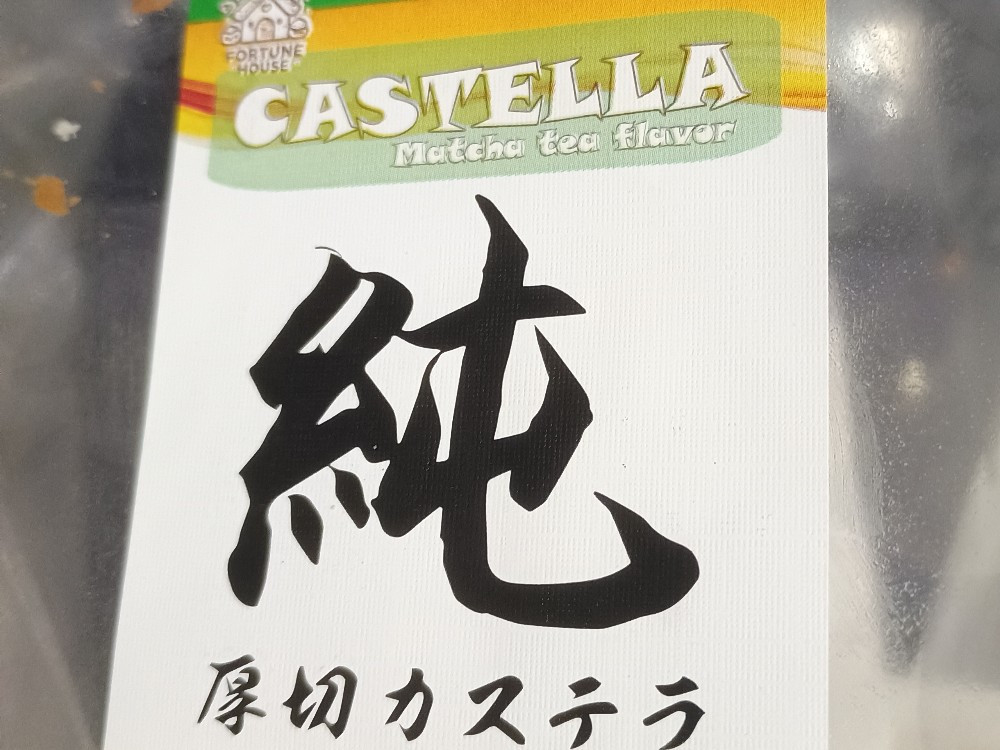 FORTUNE
HOUSE
CASTELLA
Matcha tea flavor
純
厚切カステラ